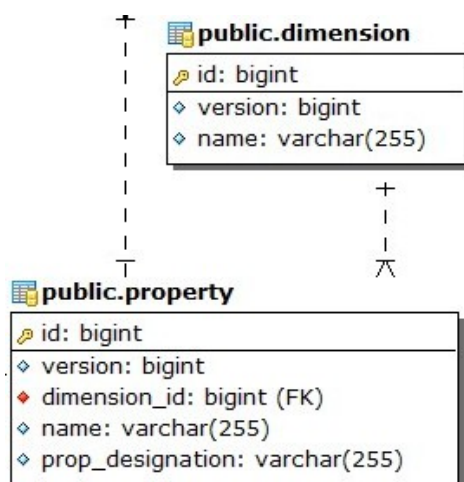 public.dimension
id: bigint
version: bigint
name: varchar(255)
public.property
id: bigint
version: bigint
dimension_id: bigint (FK)
name: varchar(255)
prop_designation: varchar(255)